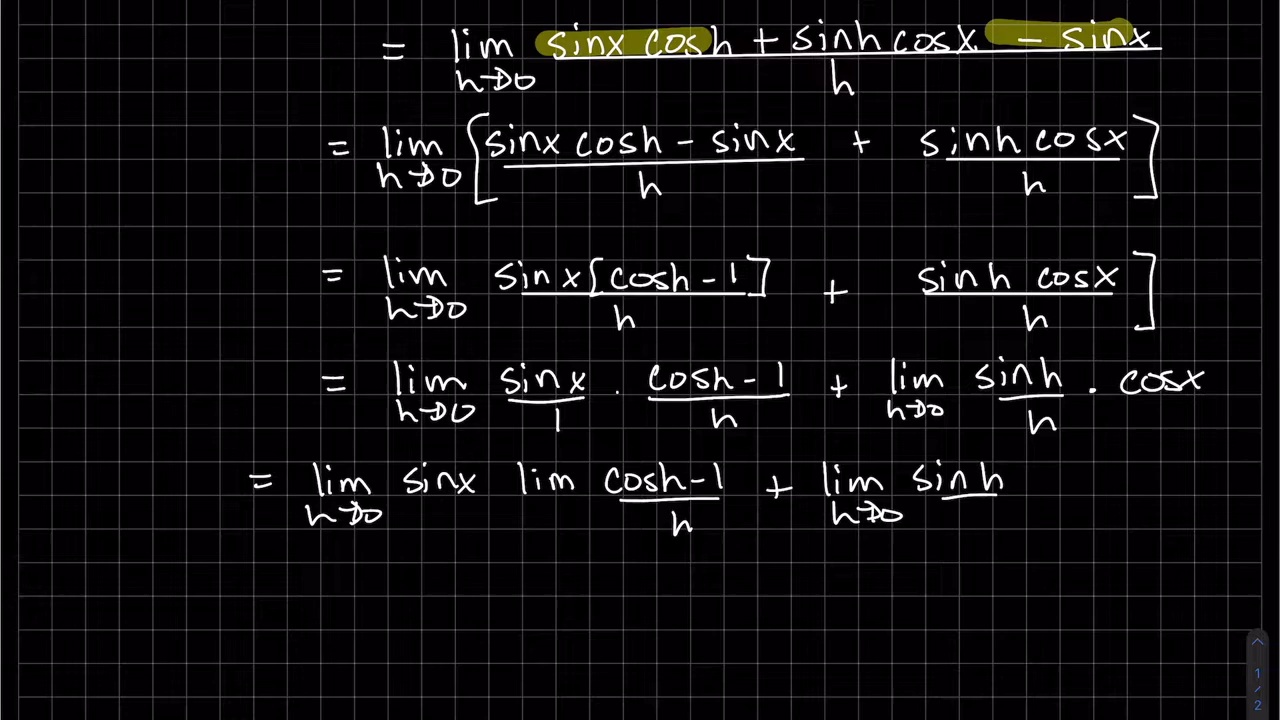 = lim h→0 sinx cosh + sinh cosx - sinx / h
= lim h→0 [ sinx cosh - sinx / h + sinh cosx / h ]
= lim h→0 sinx [cosh - 1] / h + sinh cosx / h ]
= lim h→0 sinx / 1 · cosh - 1 / h + lim h→0 sinh / h · cosx
= lim h→0 sinx lim cosh - 1 / h + lim h→0 sinh
1 / 2